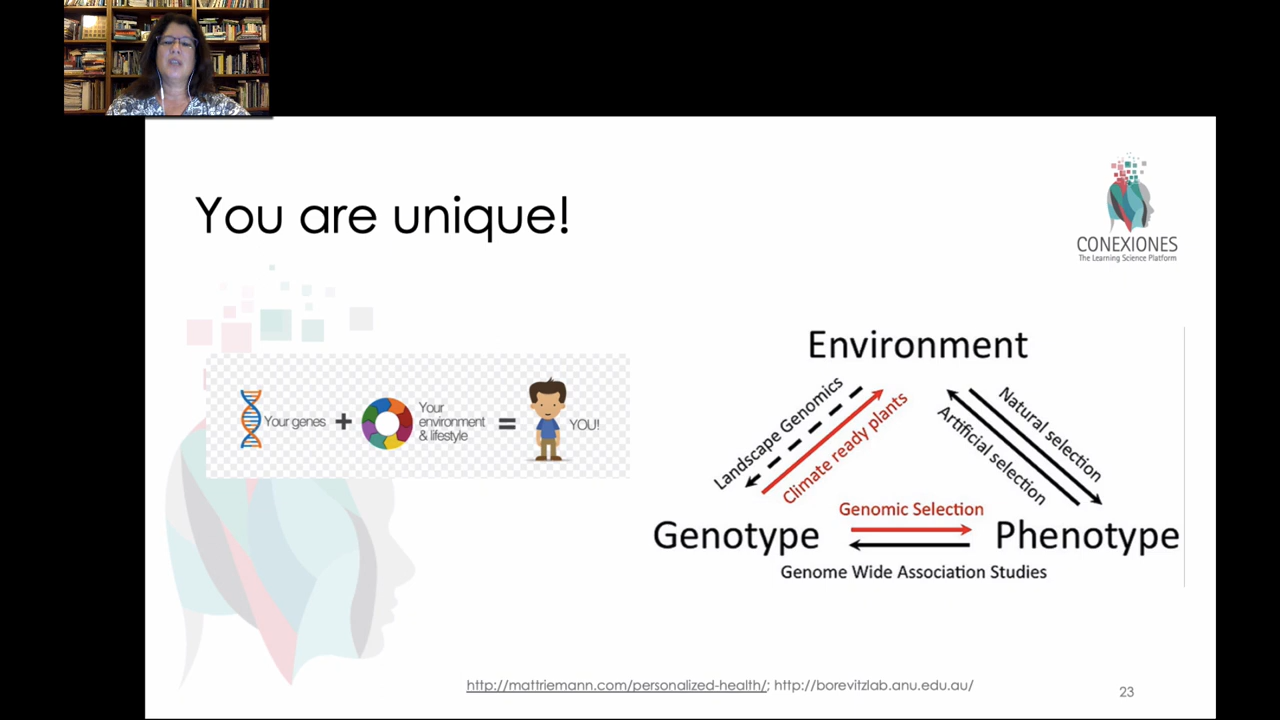 You are unique!
CONEXIONES
The Learning Science Platform
Your genes
+
Your
environment
& lifestyle
=
YOU!
Environment
Landscape Genomics
Climate ready plants
Natural selection
Artificial selection
Genomic Selection
Genotype
Phenotype
Genome Wide Association Studies
http://mattriemann.com/personalized-health/; http://borevitzlab.anu.edu.au/
23